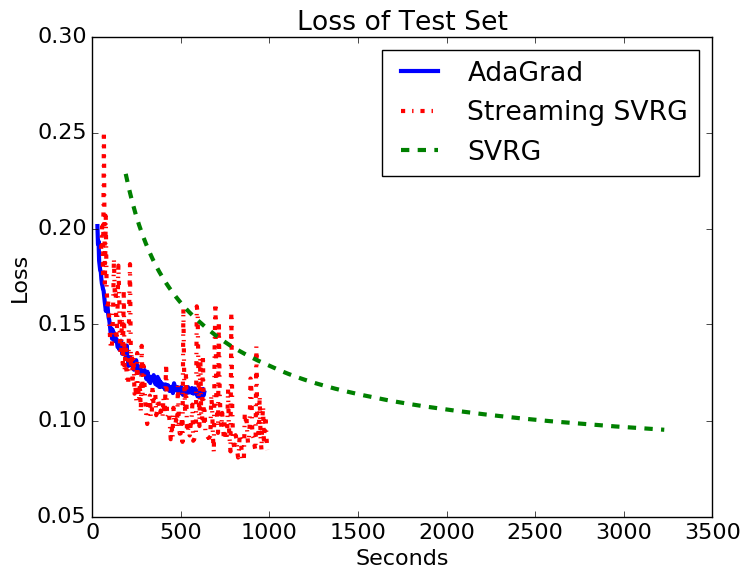 Loss of Test Set
0.30
0.25
0.20
0.15
0.10
0.05
Loss
AdaGrad
Streaming SVRG
SVRG
0 500 1000 1500 2000 2500 3000 3500
Seconds